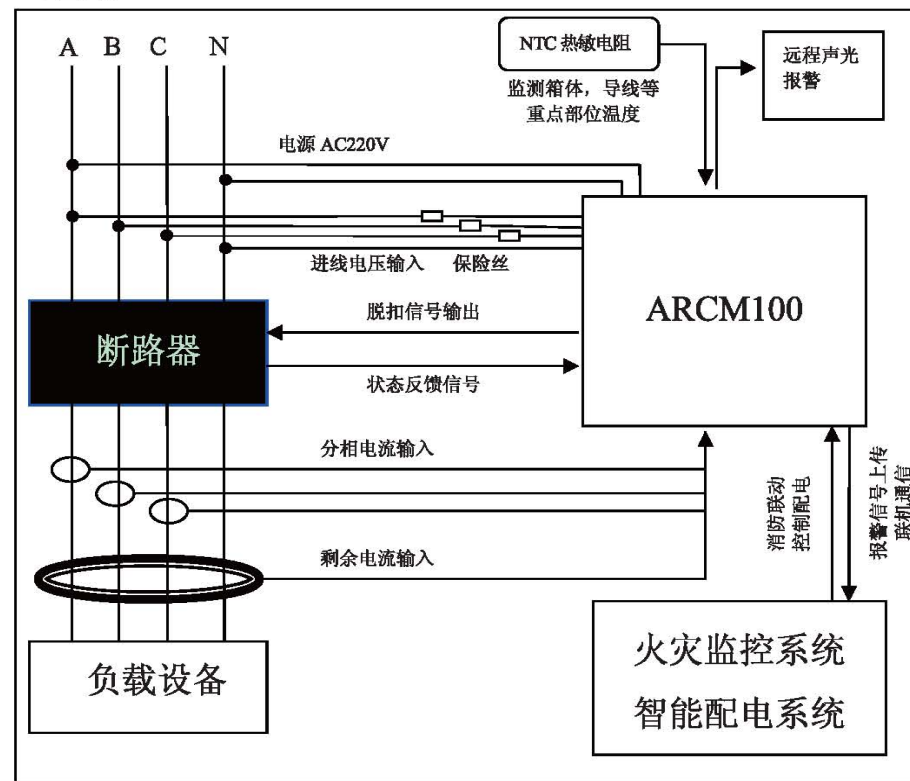 A B C N
NTC 热敏电阻
监测箱体，导线等
重点部位温度
远程声光
报警
电源 AC220V
进线电压输入 保险丝
脱扣信号输出
ARCM100
断路器
状态反馈信号
分相电流输入
剩余电流输入
消防联动
控制配电
报警信号上传
联机通信
负载设备
火灾监控系统
智能配电系统